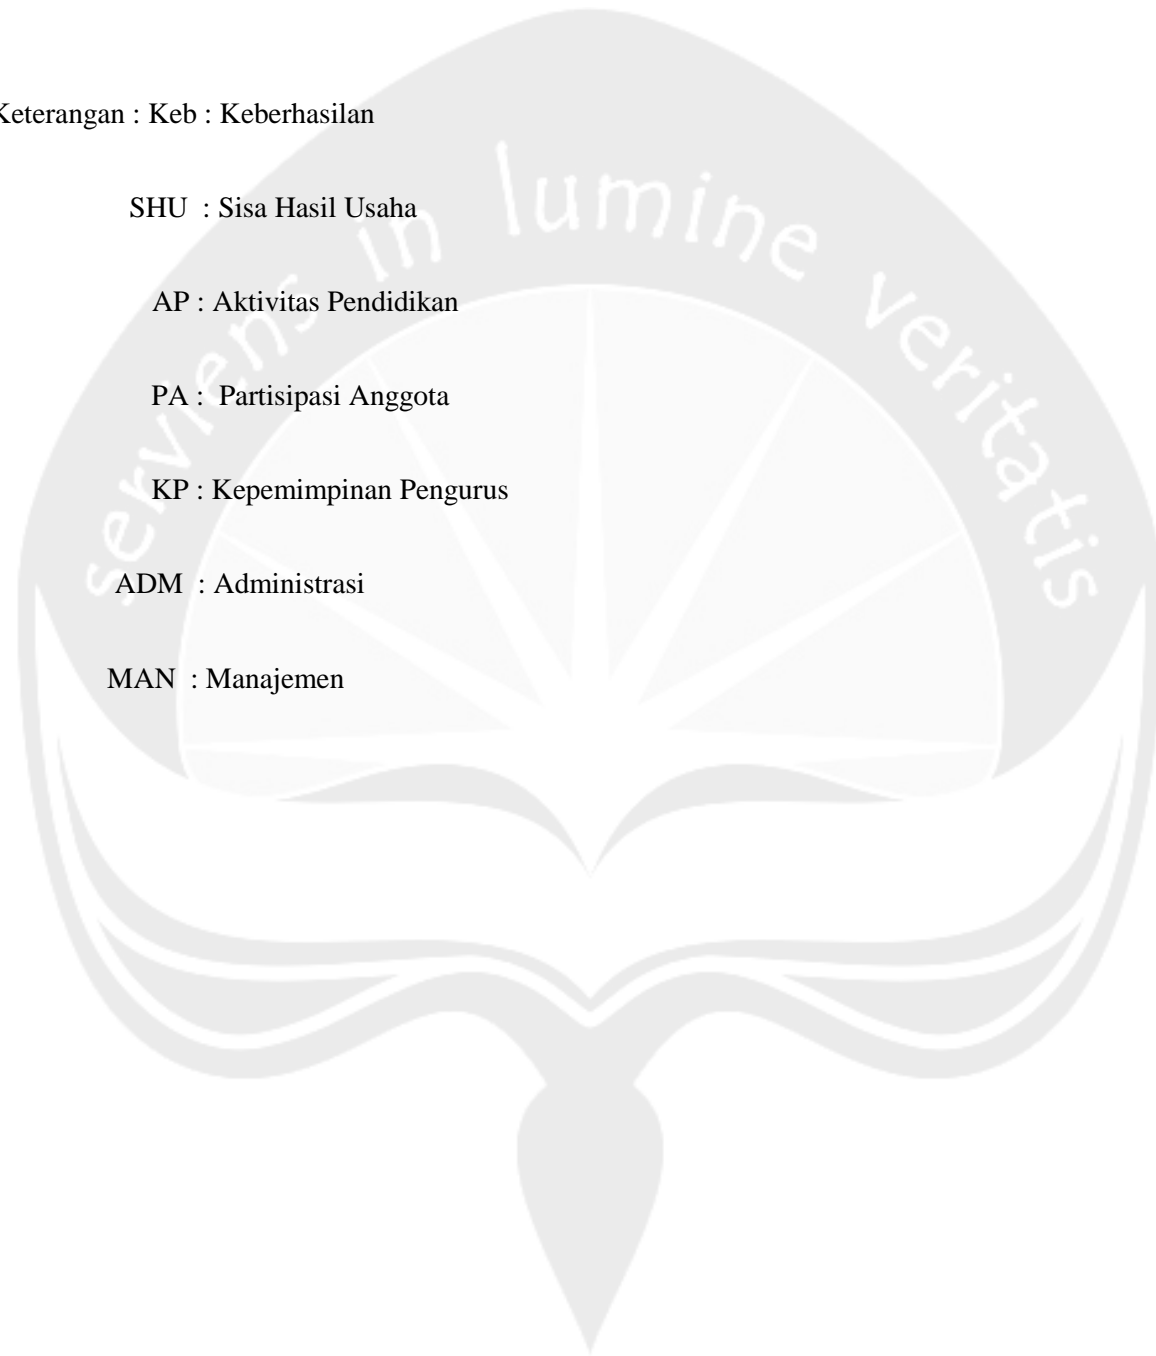 Keterangan : Keb : Keberhasilan
serviens in lumine veritatis
SHU : Sisa Hasil Usaha
AP : Aktivitas Pendidikan
PA : Partisipasi Anggota
KP : Kepemimpinan Pengurus
ADM : Administrasi
MAN : Manajemen